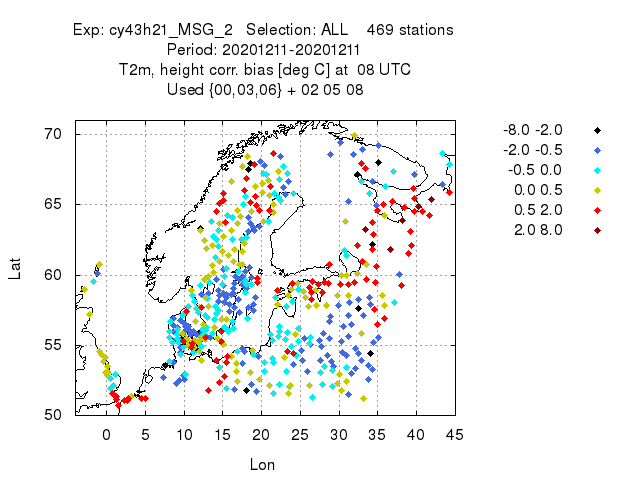 Exp: cy43h21_MSG_2 Selection: ALL 469 stations
Period: 20201211-20201211
T2m, height corr. bias [deg C] at 08 UTC
Used {00,03,06} + 02 05 08
70
65
60
55
50
Lat
0 5 10 15 20 25 30 35 40 45
Lon
-8.0 -2.0
-2.0 -0.5
-0.5 0.0
0.0 0.5
0.5 2.0
2.0 8.0